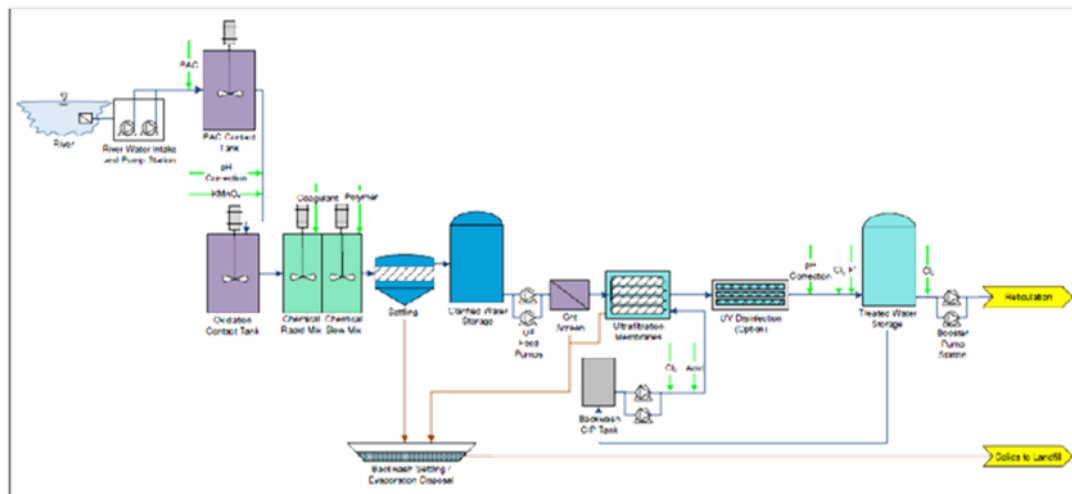 PAC
River
River Water Intake
and Pump Station
PAC Contact
Tank
pH
Correction
KMnO₄
Coagulant
Polymer
Oxidation
Contact Tank
Chemical
Rapid Mix
Chemical
Slow Mix
Settling
Clarified Water
Storage
UF
Feed
Pumps
Grit
Screen
Ultrafiltration
Membranes
UV Disinfection
(Option)
pH
Correction
Cl₂
F⁻
Treated Water
Storage
Cl₂
Booster
Pump
Station
Reticulation
Cl₂
Acid
Backwash
CIP Tank
Backwash Settling /
Evaporation Disposal
Solids to Landfill